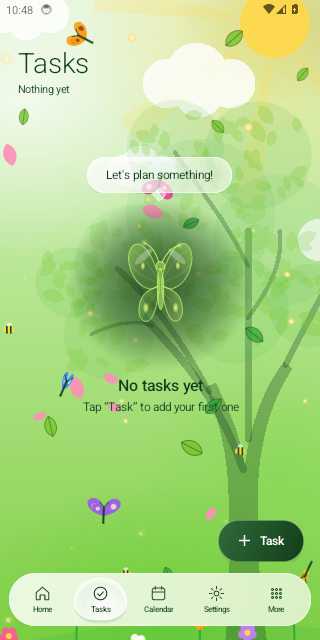 10:48
Tasks
Nothing yet
Let's plan something!
No tasks yet
Tap “Task” to add your first one
Task
Home
Tasks
Calendar
Settings
More